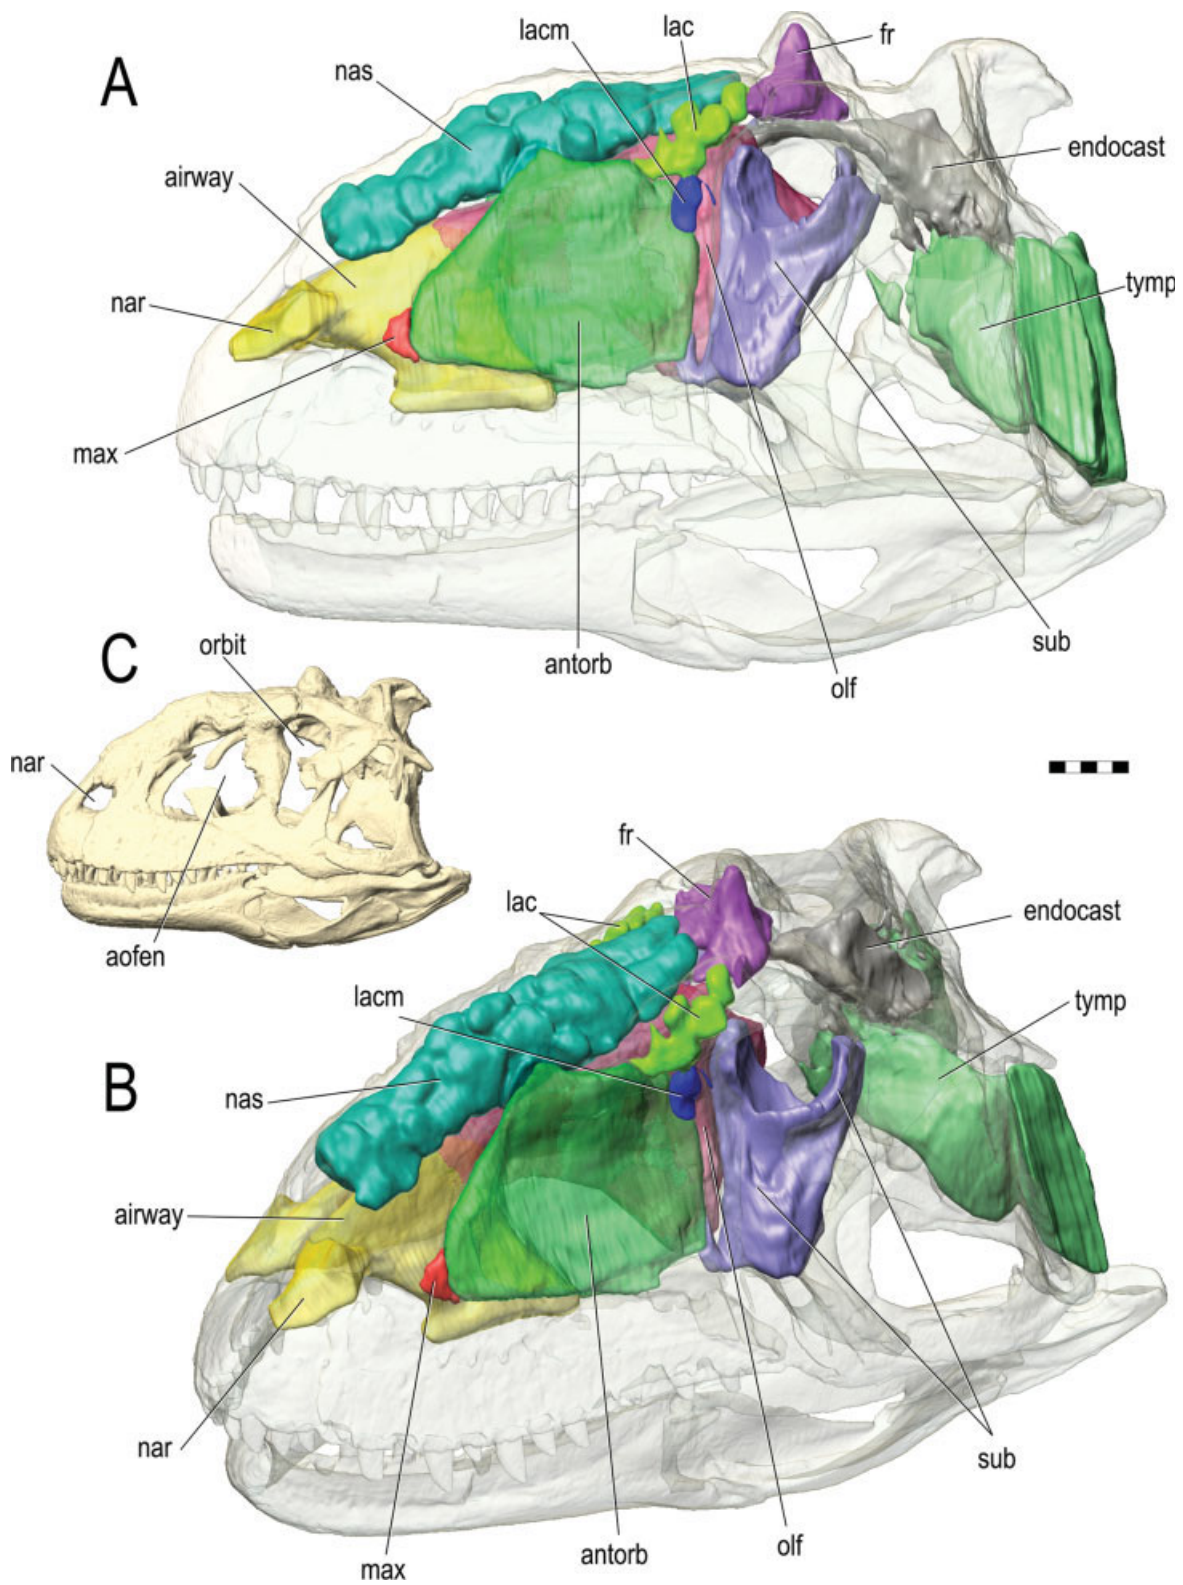 A
lacm
lac
fr
nas
endocast
airway
nar
tymp
max
antorb
olf
sub
C
orbit
nar
aofen
B
fr
lac
endocast
lacm
tymp
nas
airway
nar
sub
olf
antorb
max